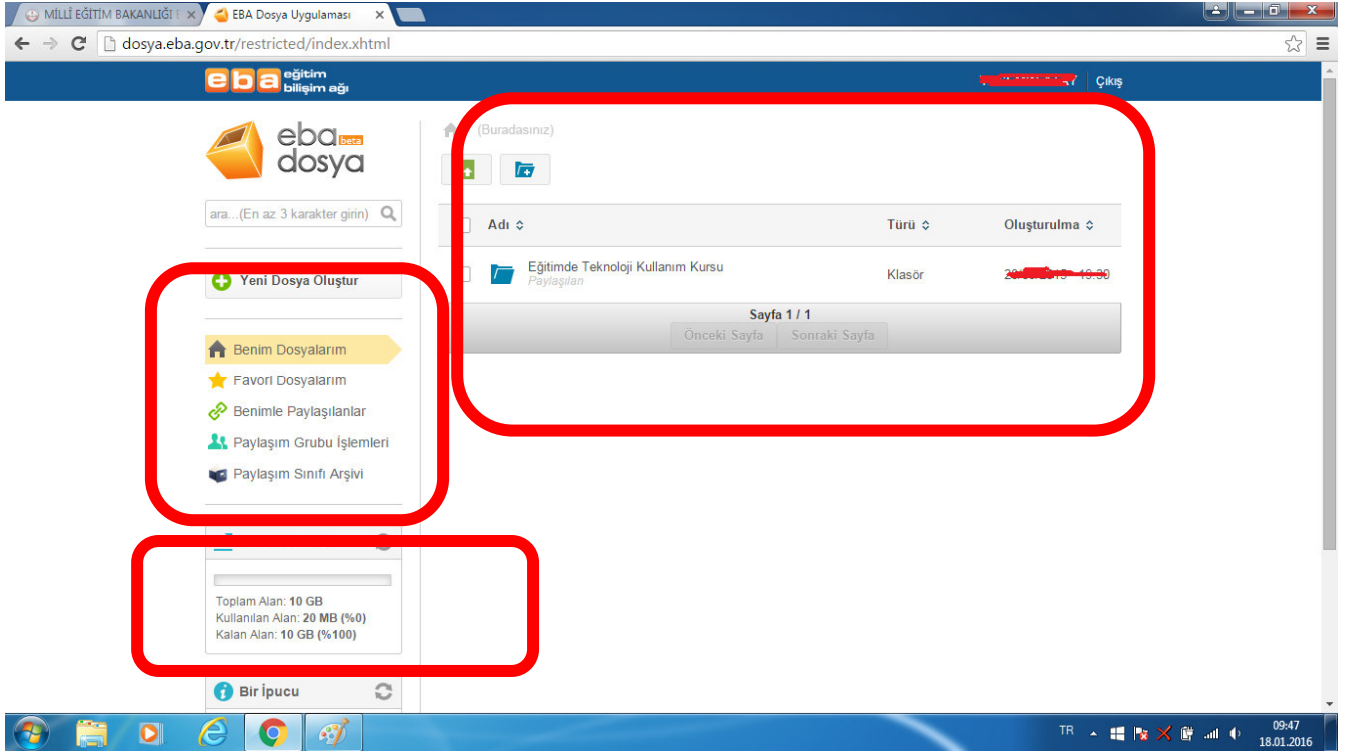 MİLLÎ EĞİTİM BAKANLIĞI
EBA Dosya Uygulaması
dosya.eba.gov.tr/restricted/index.xhtml
eba eğitim
bilişim ağı
Çıkış
eba beta
dosya
(Buradasınız)
ara...(En az 3 karakter girin)
Adı
Türü
Oluşturulma
Yeni Dosya Oluştur
Eğitimde Teknoloji Kullanım Kursu
Paylaşılan
Klasör
Sayfa 1 / 1
Önceki Sayfa
Sonraki Sayfa
Benim Dosyalarım
Favori Dosyalarım
Benimle Paylaşılanlar
Paylaşım Grubu İşlemleri
Paylaşım Sınıfı Arşivi
Toplam Alan: 10 GB
Kullanılan Alan: 20 MB (%0)
Kalan Alan: 10 GB (%100)
Bir İpucu
TR
09:47
18.01.2016